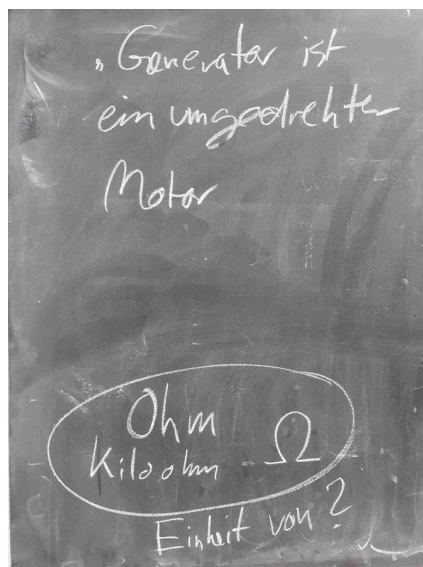 „Generator ist
ein umgedrehter
Motor
Ohm
Kiloohm Ω
Einheit von?